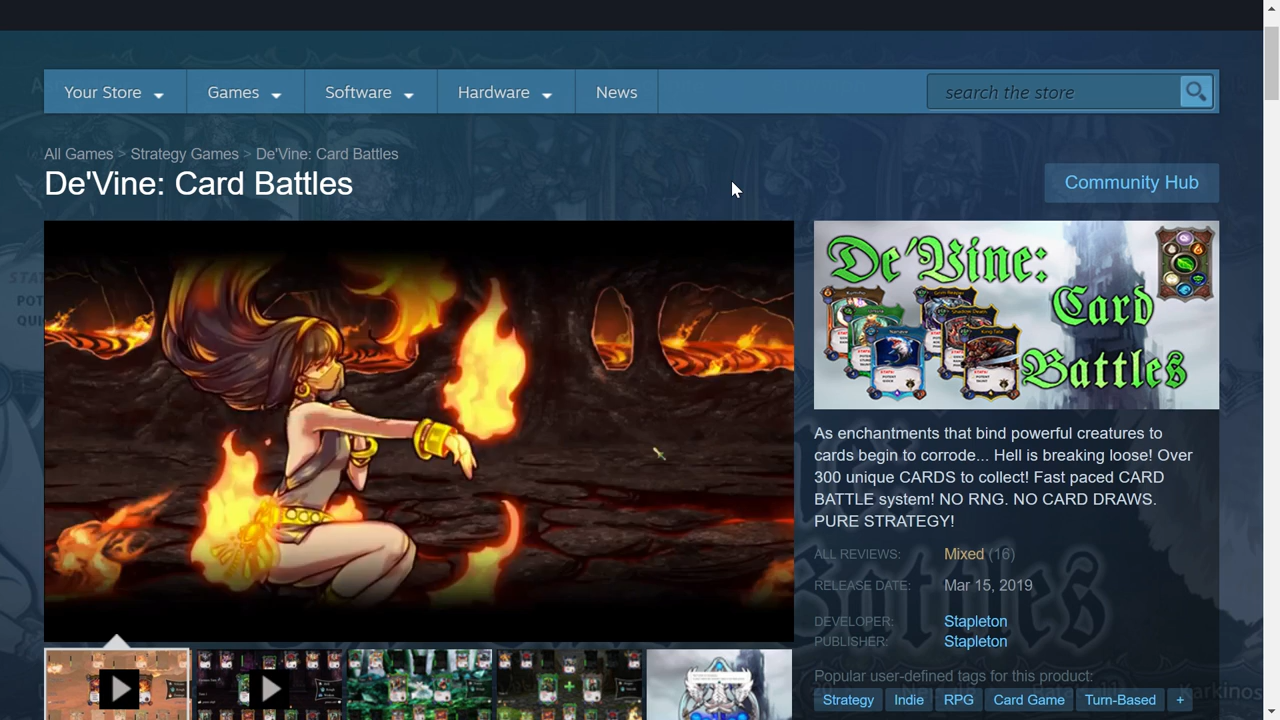 Your Store
Games
Software
Hardware
News
search the store
All Games > Strategy Games > De'Vine: Card Battles
De'Vine: Card Battles
Community Hub
De'Vine:
Card
Battles
As enchantments that bind powerful creatures to
cards begin to corrode... Hell is breaking loose! Over
300 unique CARDS to collect! Fast paced CARD
BATTLE system! NO RNG. NO CARD DRAWS.
PURE STRATEGY!
ALL REVIEWS: Mixed (16)
RELEASE DATE: Mar 15, 2019
DEVELOPER: Stapleton
PUBLISHER: Stapleton
Popular user-defined tags for this product:
Strategy Indie RPG Card Game Turn-Based +